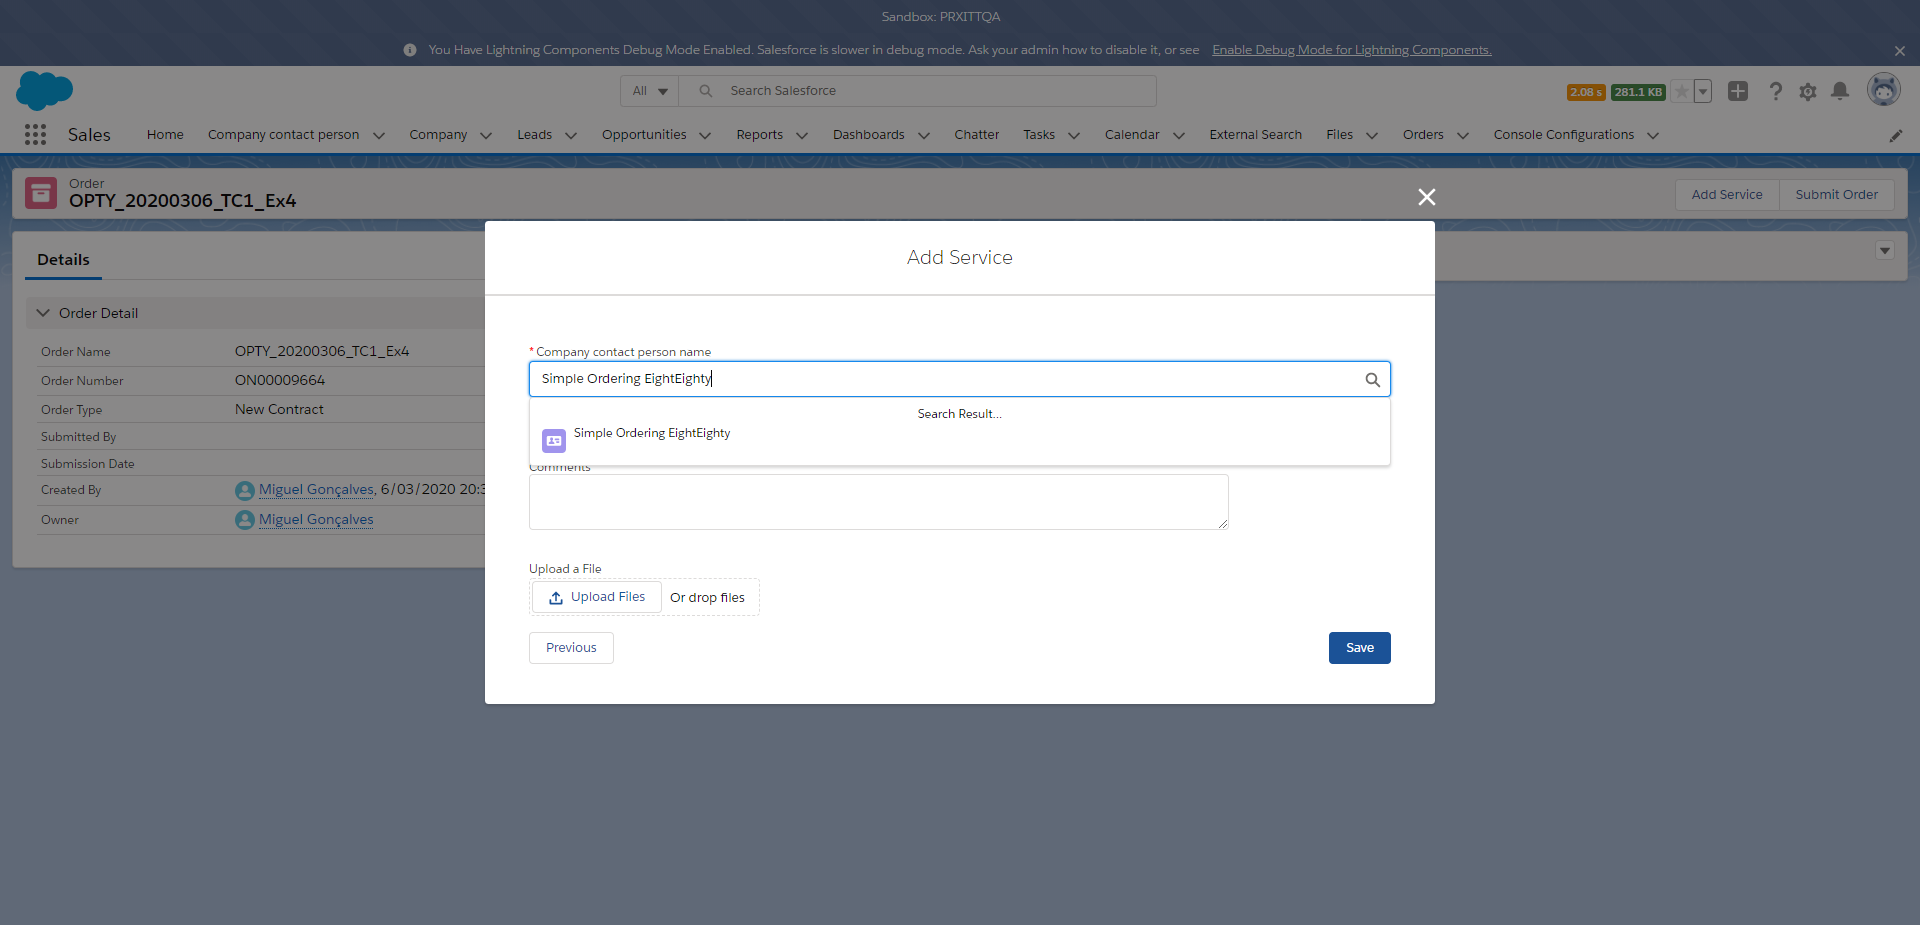 Sandbox: PRXITTQA
You Have Lightning Components Debug Mode Enabled. Salesforce is slower in debug mode. Ask your admin how to disable it, or see Enable Debug Mode for Lightning Components.
All Search Salesforce
2.08 s 281.1 KB
Sales Home Company contact person Company Leads Opportunities Reports Dashboards Chatter Tasks Calendar External Search Files Orders Console Configurations
Order
OPTY_20200306_TC1_Ex4
Add Service Submit Order
Details
Order Detail
Order Name OPTY_20200306_TC1_Ex4
Order Number ON00009664
Order Type New Contract
Submitted By
Submission Date
Created By Miguel Gonçalves, 6/03/2020 20:3
Owner Miguel Gonçalves
Add Service
* Company contact person name
Simple Ordering EightEighty
Search Result...
Simple Ordering EightEighty
Comments
Upload a File
Upload Files Or drop files
Previous Save